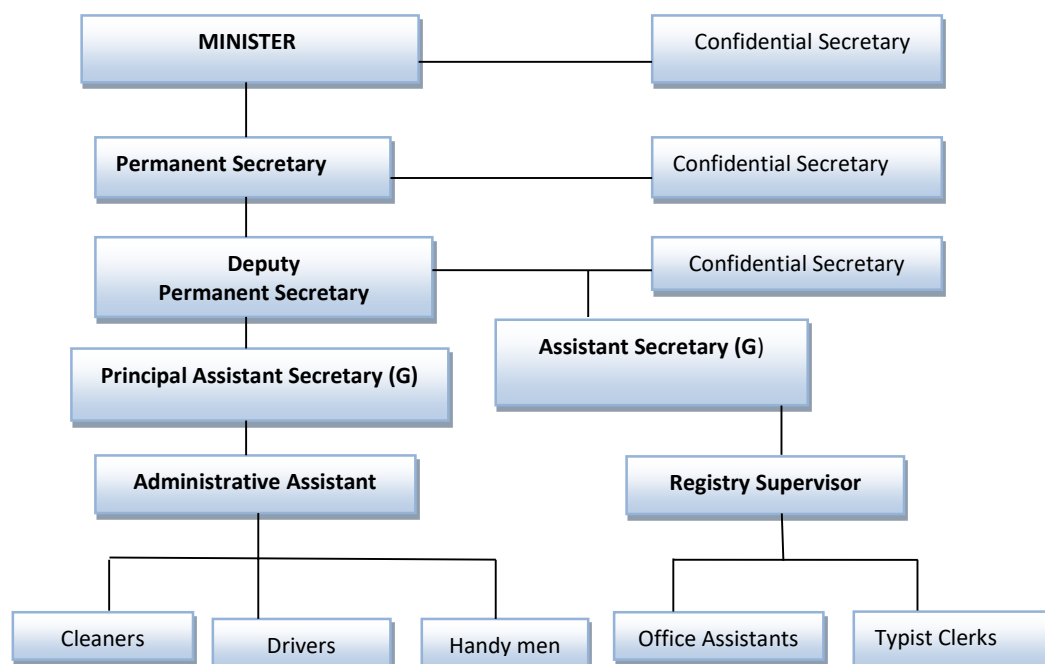 MINISTER
Confidential Secretary
Permanent Secretary
Confidential Secretary
Deputy
Permanent Secretary
Confidential Secretary
Assistant Secretary (G)
Principal Assistant Secretary (G)
Administrative Assistant
Registry Supervisor
Cleaners
Drivers
Handy men
Office Assistants
Typist Clerks